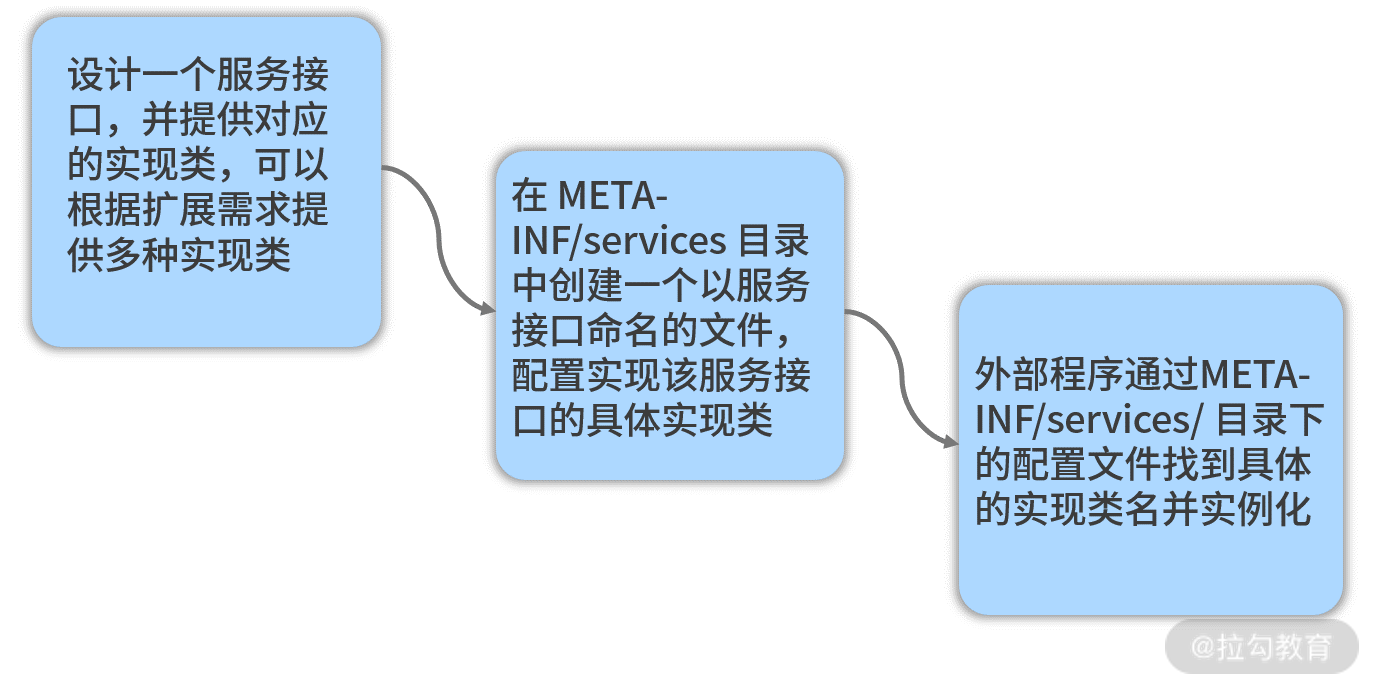 设计一个服务接
口，并提供对应
的实现类，可以
根据扩展需求提
供多种实现类
在 META-
INF/services 目录
中创建一个以服务
接口命名的文件，
配置实现该服务接
口的具体实现类
外部程序通过META-
INF/services/ 目录下
的配置文件找到具体
的实现类名并实例化
@拉勾教育